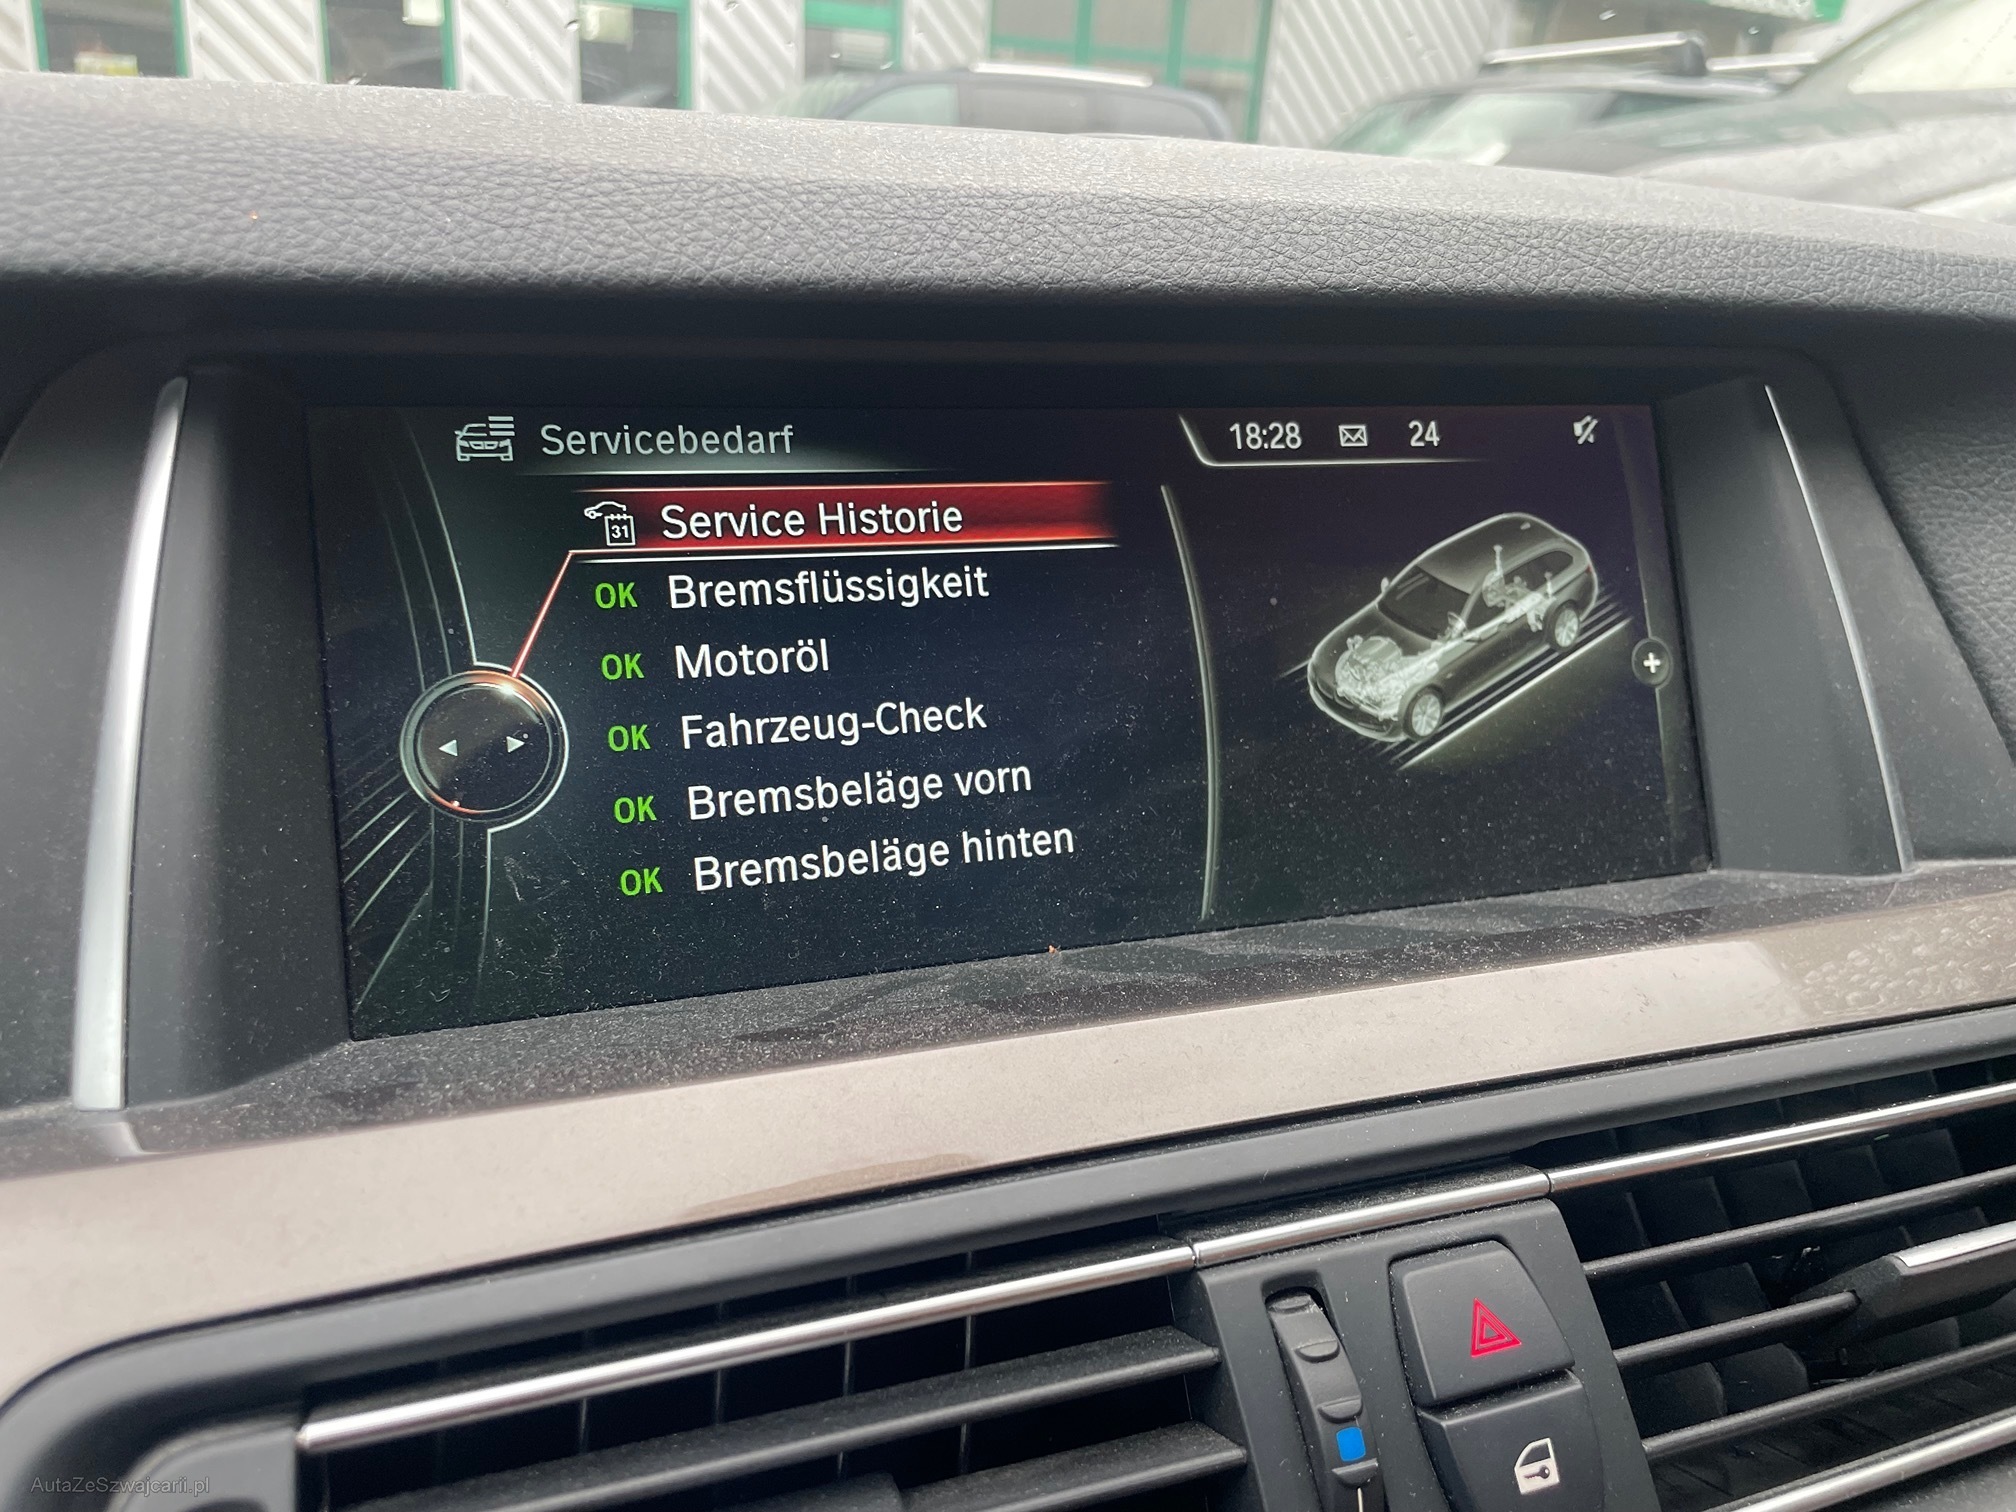 Servicebedarf
18:28 24
31 Service Historie
OK Bremsflüssigkeit
OK Motoröl
OK Fahrzeug-Check
OK Bremsbeläge vorn
OK Bremsbeläge hinten
AutaZeSzwajcarii.pl